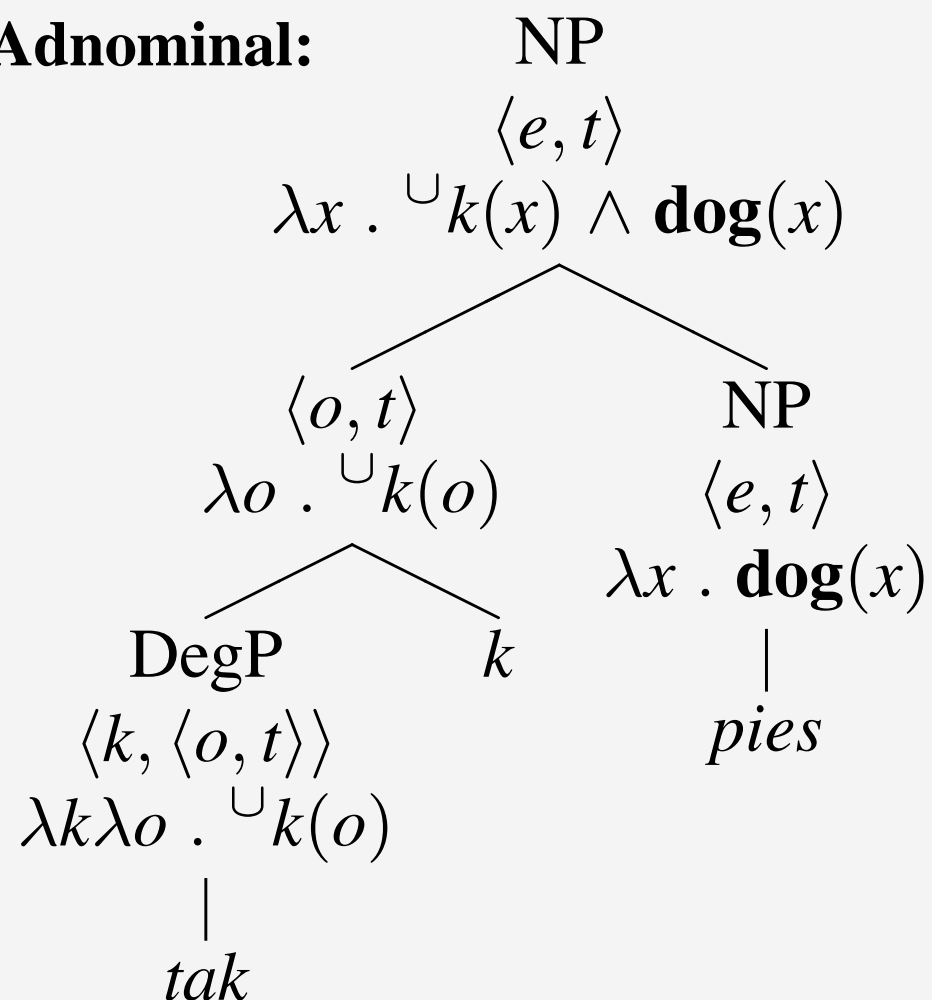 Adnominal: NP
⟨e, t⟩
λx . ∪k(x) ∧ dog(x)
⟨o, t⟩ NP
λo . ∪k(o) ⟨e, t⟩
λx . dog(x)
DegP k
⟨k, ⟨o, t⟩⟩ pies
λkλo . ∪k(o)
tak